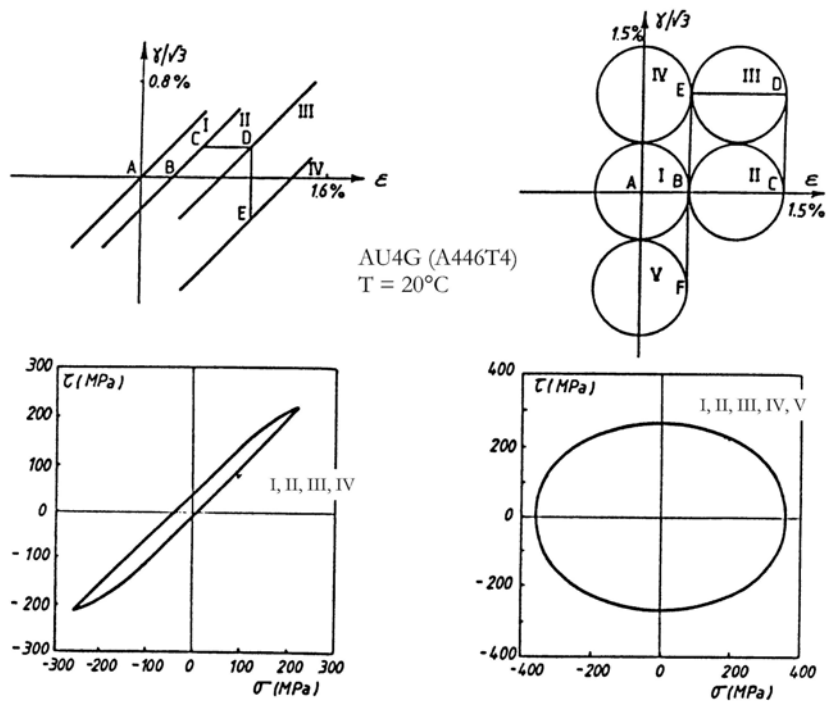 γ/√3
0.8%
I
II
III
C
D
A
B
IV
1.6%
ε
E
γ/√3
1.5%
IV
E
III
D
A
I
B
II
C
ε
1.5%
V
F
AU4G (A446T4)
T = 20°C
300
τ (MPa)
200
100
0
-100
-200
-300
I, II, III, IV
-300
-200
-100
0
100
200
300
σ (MPa)
400
τ (MPa)
200
0
-200
-400
I, II, III, IV, V
-400
-200
0
200
400
σ (MPa)